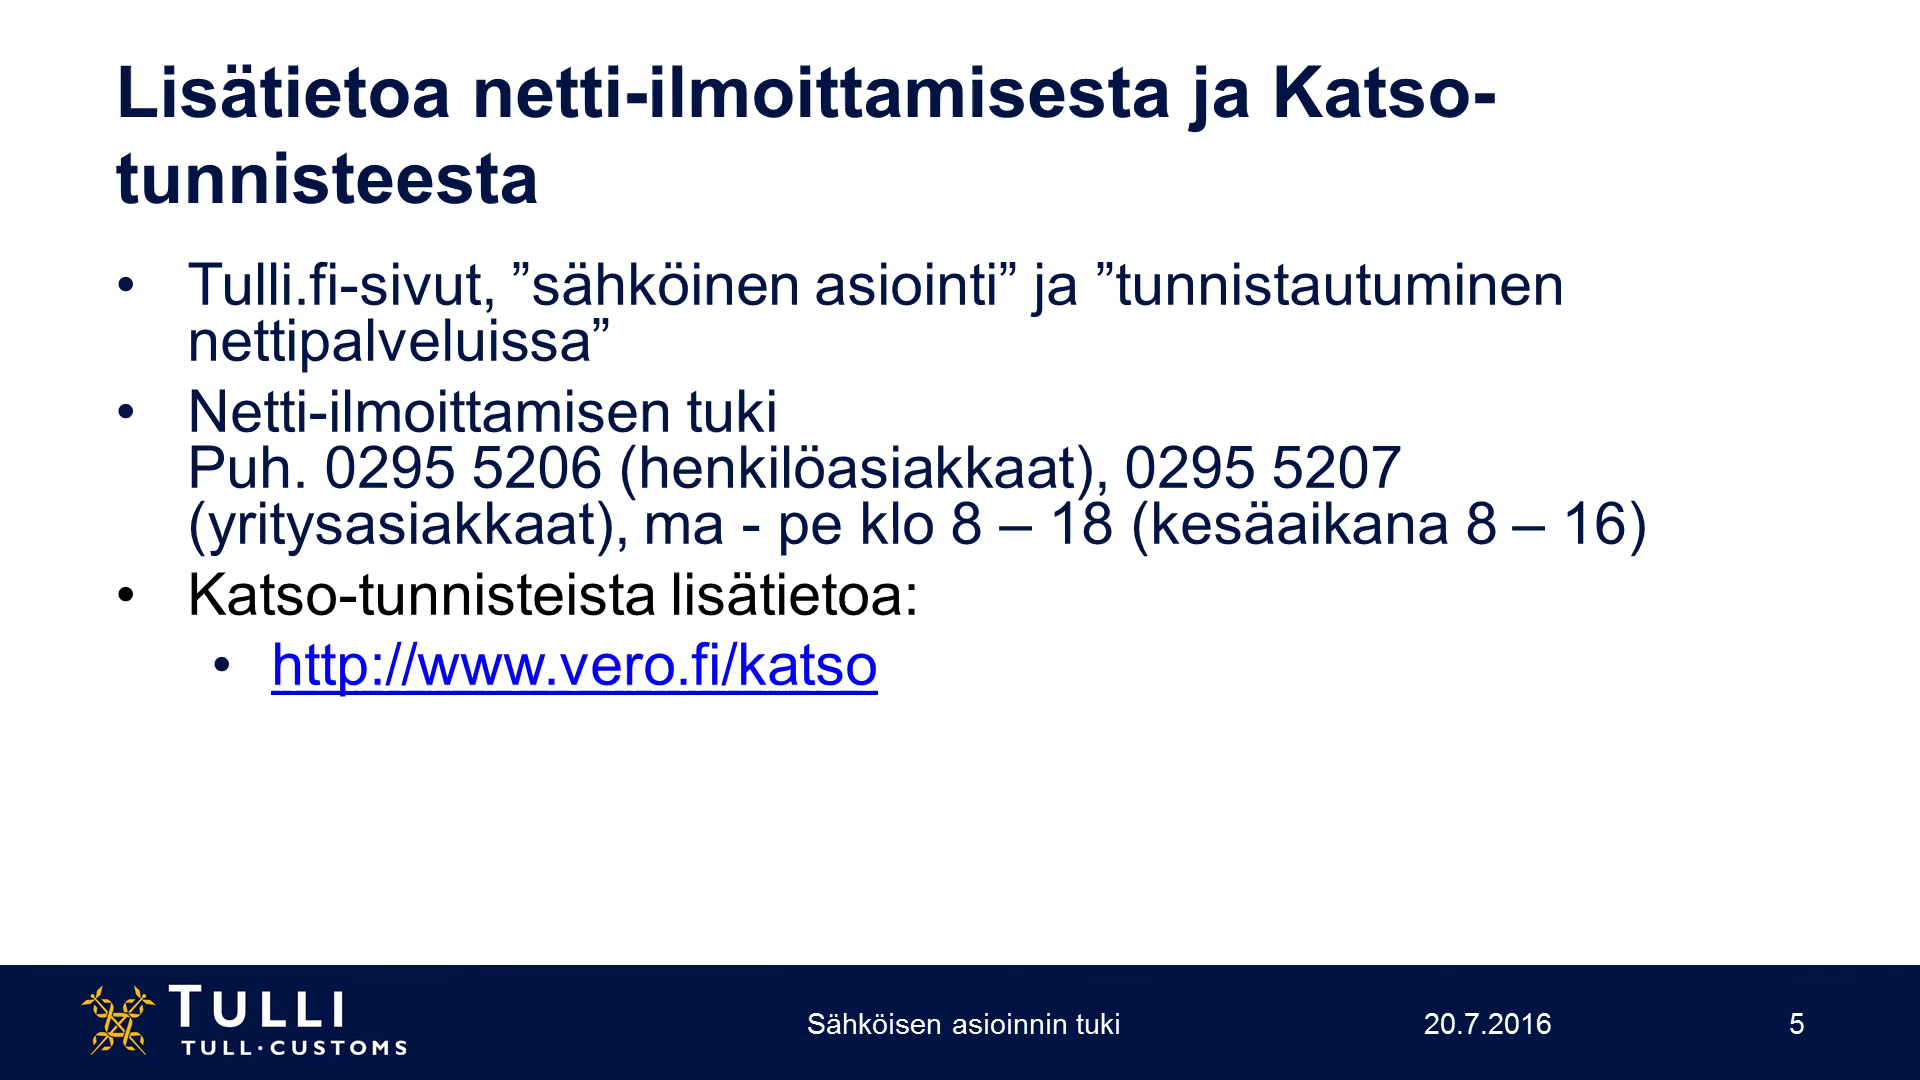 Lisätietoa netti-ilmoittamisesta ja Katso-
tunnisteesta
• Tulli.fi-sivut, ”sähköinen asiointi” ja ”tunnistautuminen
nettipalveluissa”
• Netti-ilmoittamisen tuki
Puh. 0295 5206 (henkilöasiakkaat), 0295 5207
(yritysasiakkaat), ma - pe klo 8 – 18 (kesäaikana 8 – 16)
• Katso-tunnisteista lisätietoa:
• http://www.vero.fi/katso
TULLI
TULL·CUSTOMS
Sähköisen asioinnin tuki
20.7.2016
5